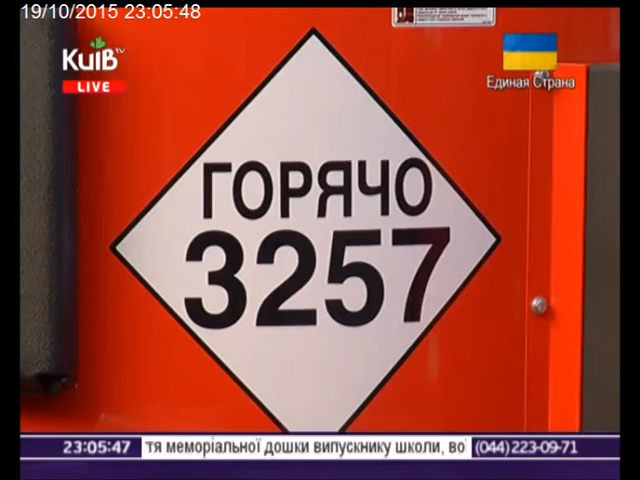 19/10/2015 23:05:48
КиїВ TV
LIVE
Единая Страна
ГОРЯЧО
3257
23:05:47 тя меморіальної дошки випускнику школи, во (044)223-09-71